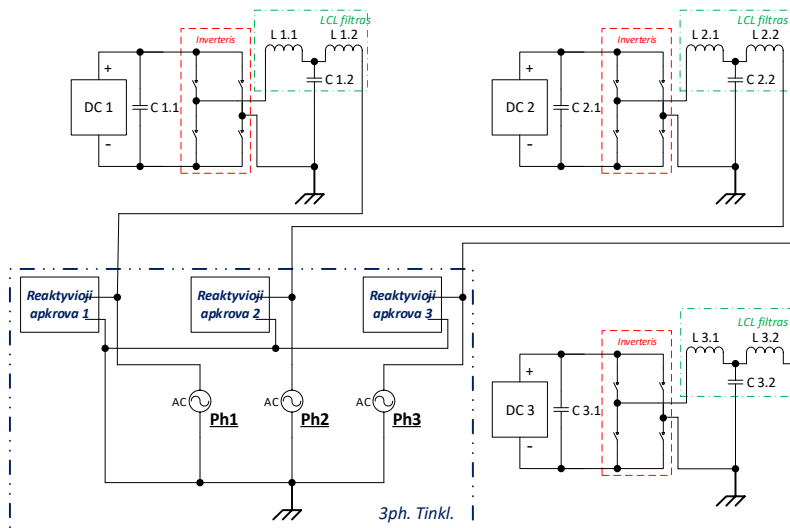 LCL filtras
Inverteris
L 1.1
L 1.2
+
DC 1
-
C 1.1
C 1.2
LCL filtras
Inverteris
L 2.1
L 2.2
+
DC 2
-
C 2.1
C 2.2
Reaktyvioji
apkrova 1
Reaktyvioji
apkrova 2
Reaktyvioji
apkrova 3
AC
Ph1
AC
Ph2
AC
Ph3
3ph. Tinkl.
LCL filtras
Inverteris
L 3.1
L 3.2
+
DC 3
-
C 3.1
C 3.2